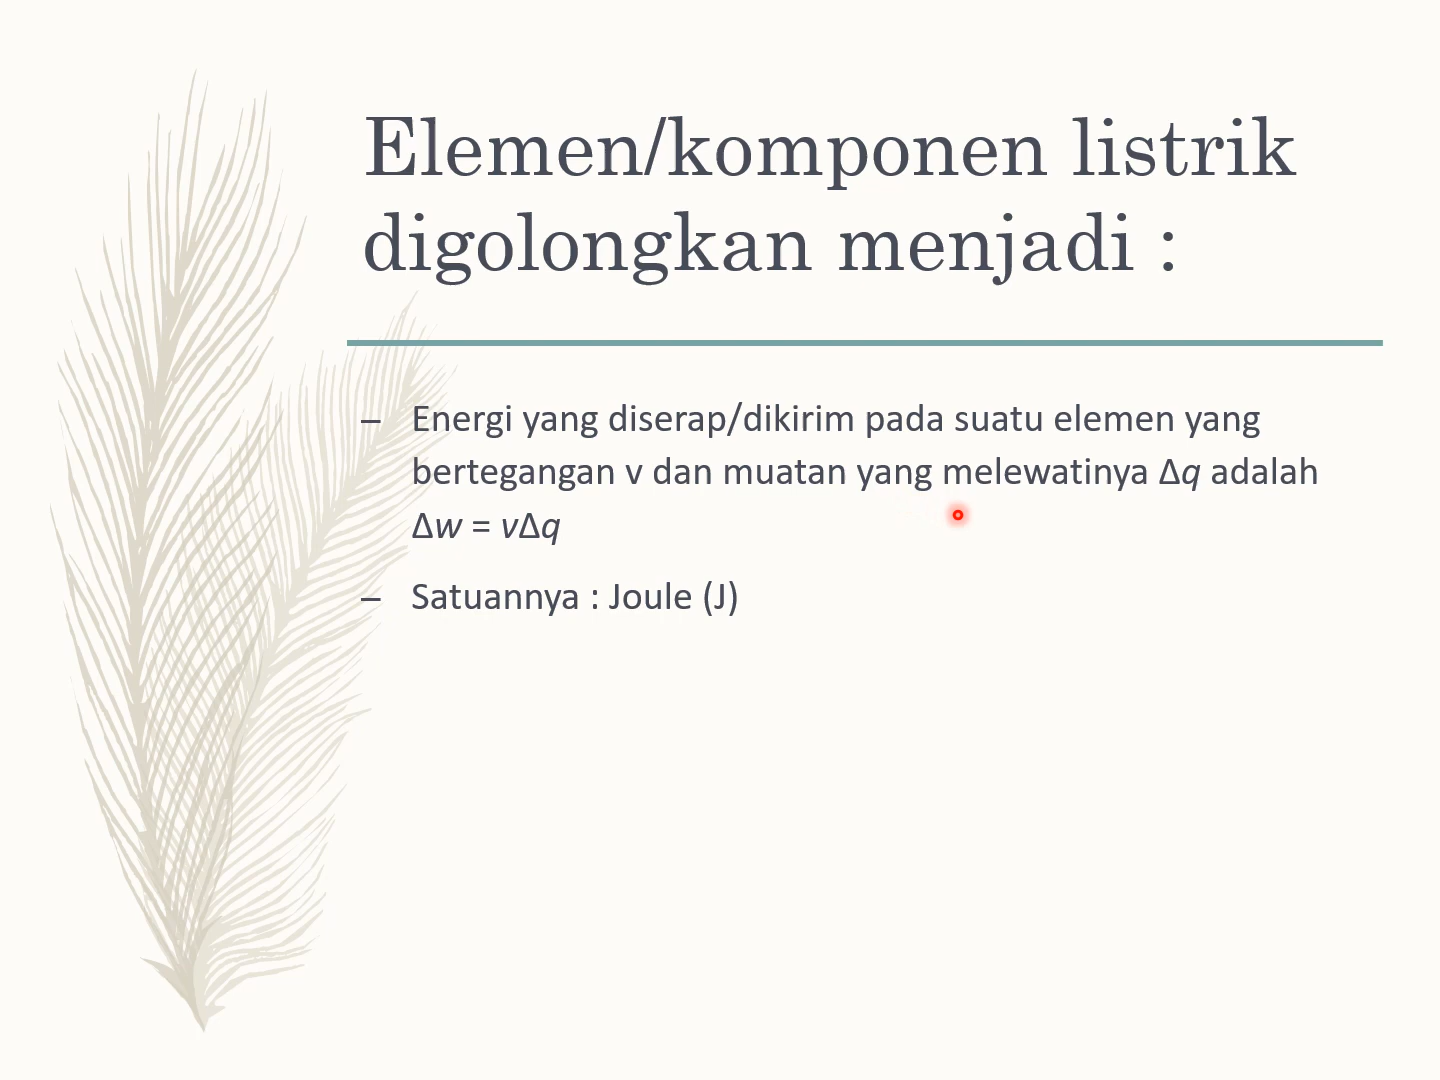 Elemen/komponen listrik
digolongkan menjadi :
– Energi yang diserap/dikirim pada suatu elemen yang
bertegangan v dan muatan yang melewatinya Δq adalah
Δw = vΔq
– Satuannya : Joule (J)